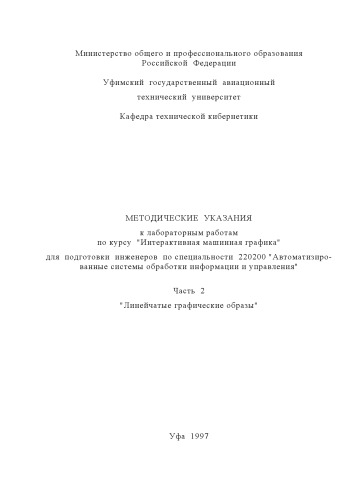 Министерство общего и профессионального образования
Российской Федерации
Уфимский государственный авиационный
технический университет
Кафедра технической кибернетики
МЕТОДИЧЕСКИЕ УКАЗАНИЯ
к лабораторным работам
по курсу "Интерактивная машинная графика"
для подготовки инженеров по специальности 220200 "Автоматизиро-
ванные системы обработки информации и управления"
Часть 2
"Линейчатые графические образы"
Уфа 1997